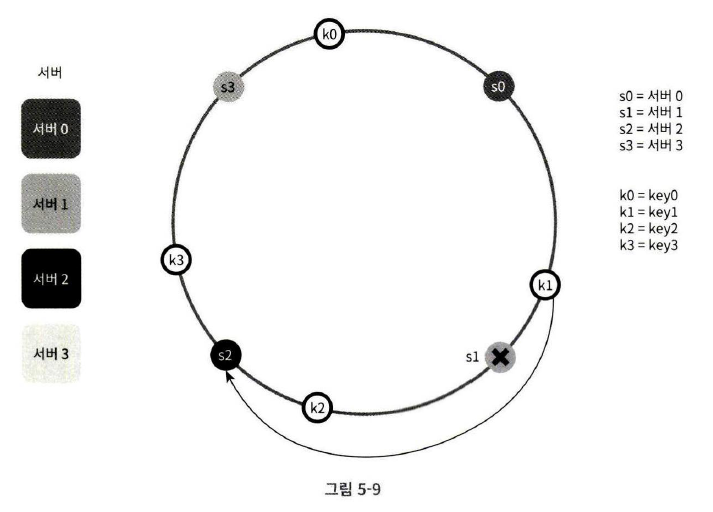 서버
서버 0
서버 1
서버 2
서버 3
k0
s0
s3
k3
k1
s2
s1
k2
s0 = 서버 0
s1 = 서버 1
s2 = 서버 2
s3 = 서버 3
k0 = key0
k1 = key1
k2 = key2
k3 = key3
그림 5-9